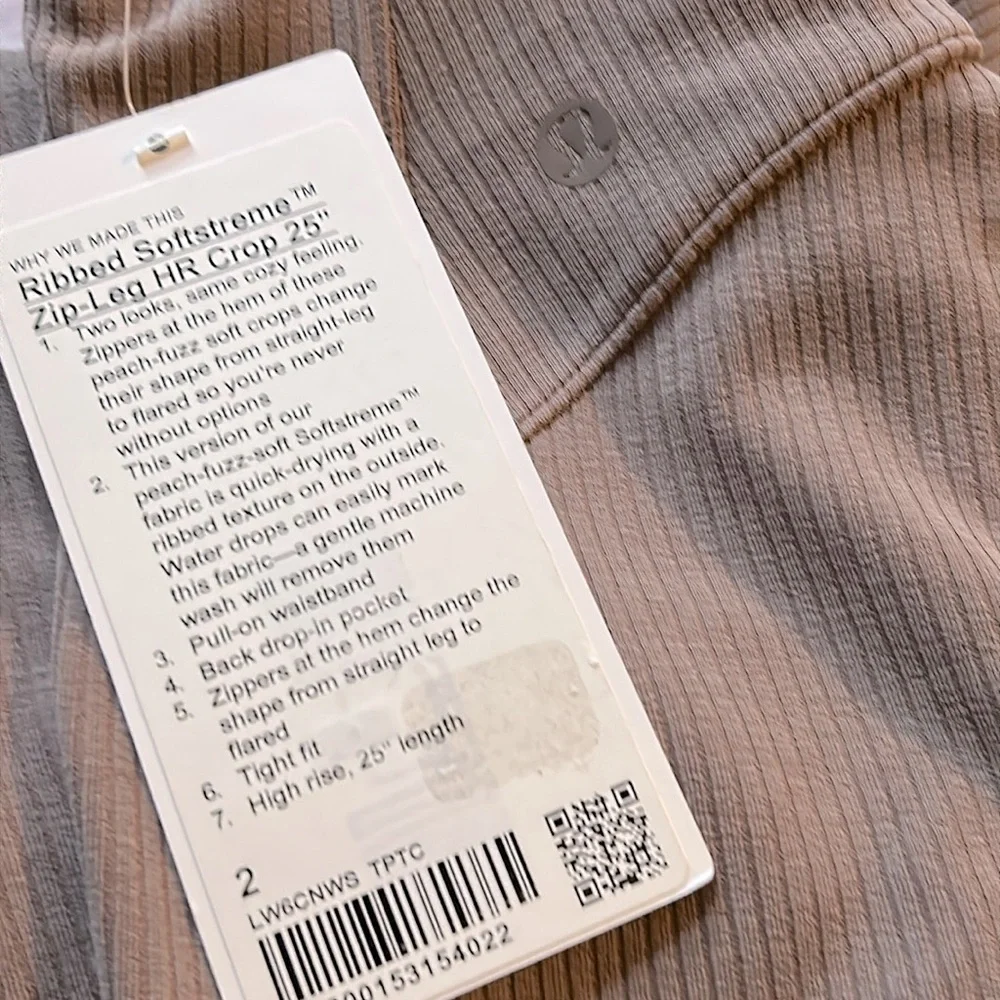 WHY WE MADE THIS
Ribbed Softstreme™
Zip-Leg HR Crop 25"
1. Two looks, same cozy feeling.
Zippers at the hem of these
peach-fuzz soft crops change
their shape from straight-leg
to flared so you're never
without options
2. This version of our
peach-fuzz-soft Softstreme™
fabric is quick-drying with a
ribbed texture on the outside.
Water drops can easily mark
this fabric—a gentle machine
wash will remove them
3. Pull-on waistband
4. Back drop-in pocket
5. Zippers at the hem change the
shape from straight leg to
flared
6. Tight fit
7. High rise, 25" length
2
LW6CNWS TPTC
00153154022